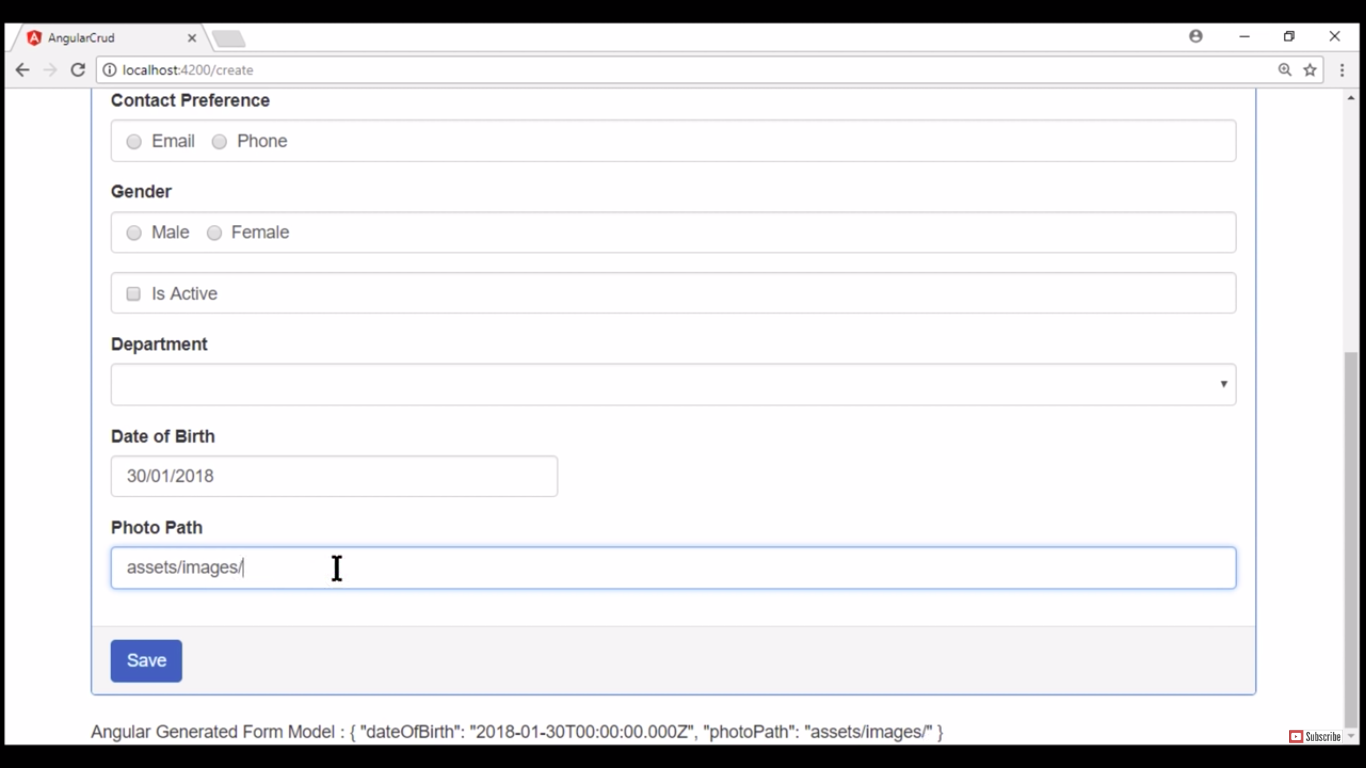 AngularCrud
localhost:4200/create
Contact Preference
Email Phone
Gender
Male Female
Is Active
Department
Date of Birth
30/01/2018
Photo Path
assets/images/
Save
Angular Generated Form Model : { "dateOfBirth": "2018-01-30T00:00:00.000Z", "photoPath": "assets/images/" }
Subscribe